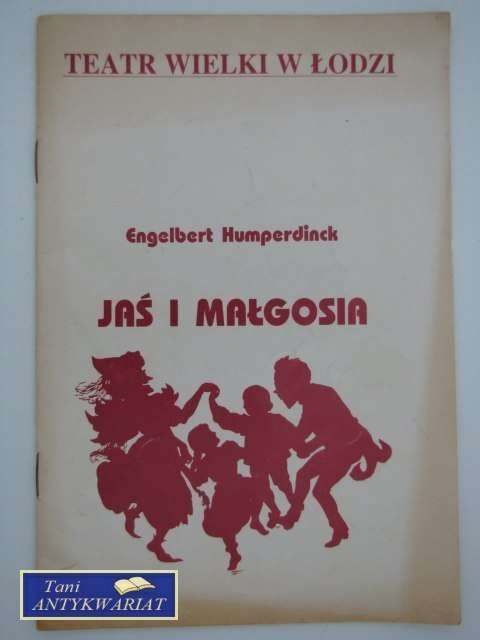 TEATR WIELKI W ŁODZI
Engelbert Humperdinck
JAŚ I MAŁGOSIA
Tani
ANTYKWARIAT